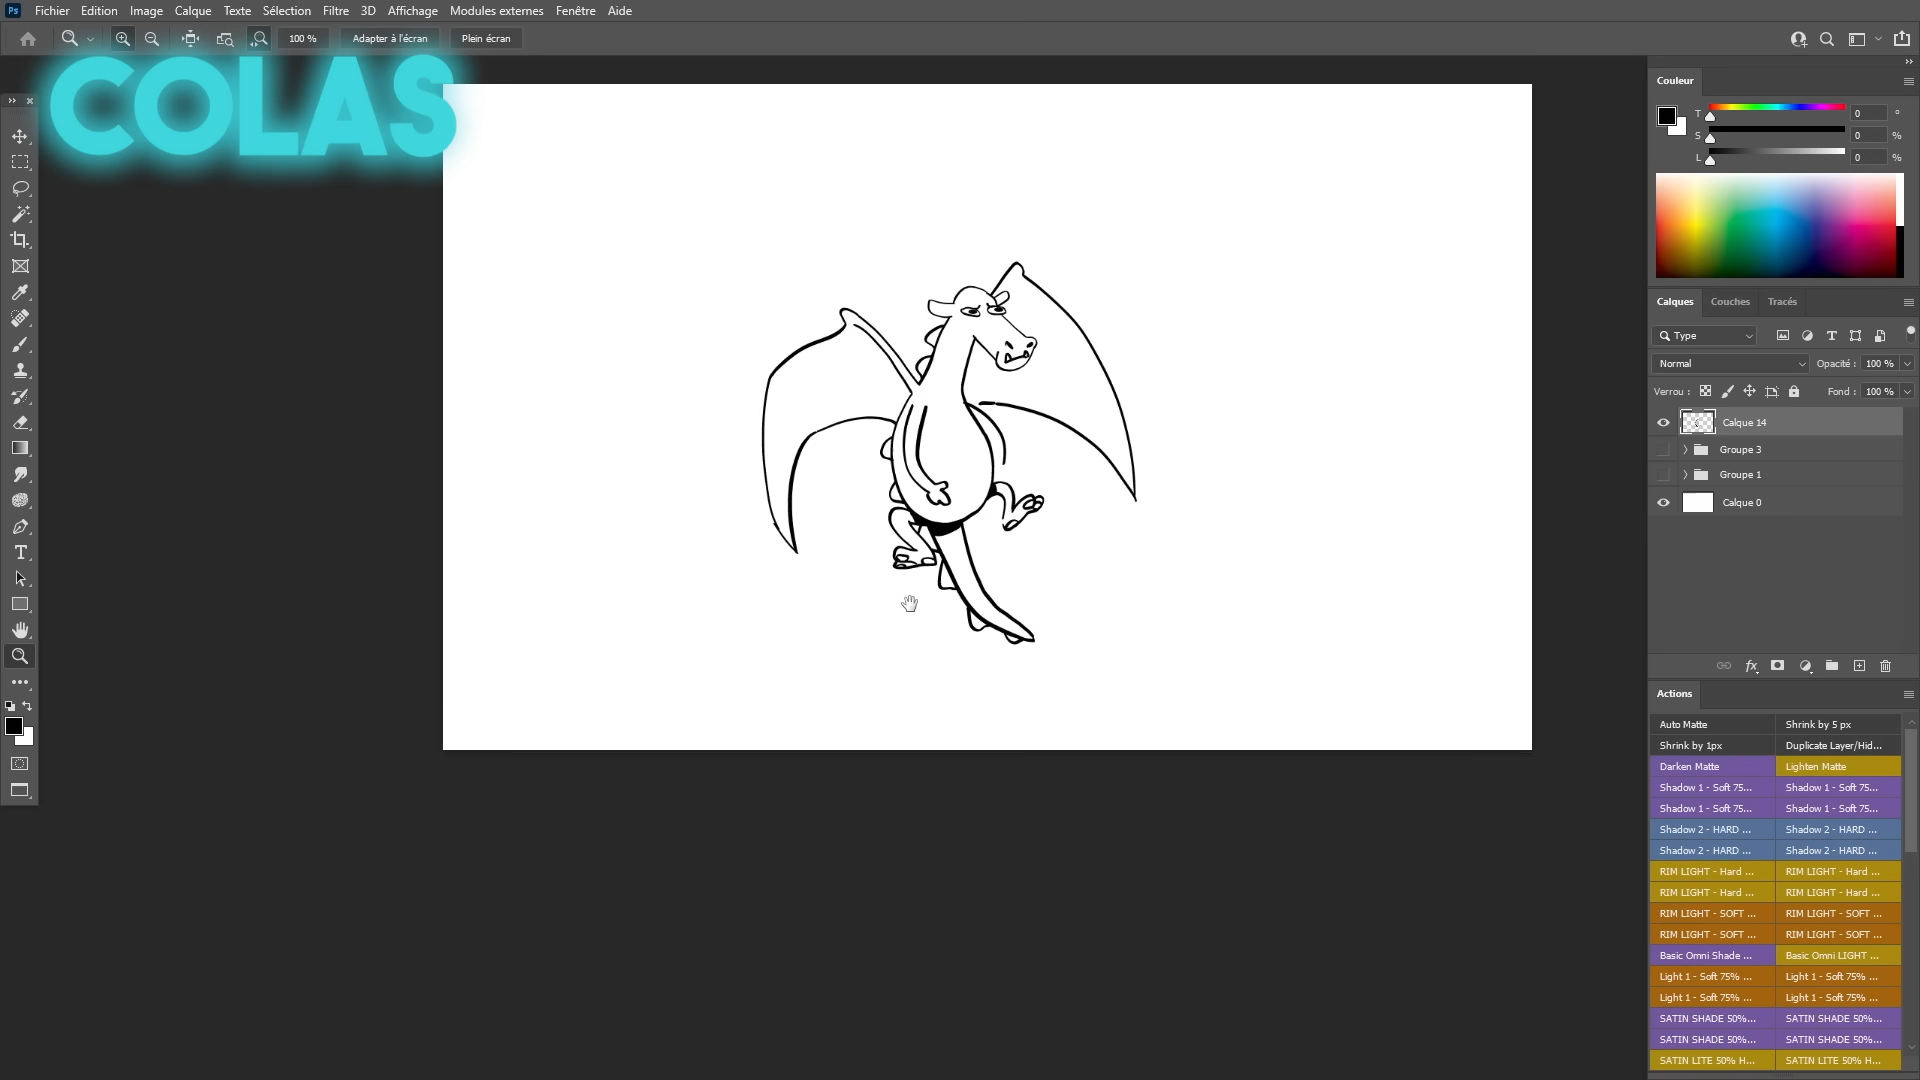 Ps Fichier Edition Image Calque Texte Sélection Filtre 3D Affichage Modules externes Fenêtre Aide
100 % Adapter à l'écran Plein écran
COLAS
Couleur
T 0 °
S 0 %
L 0 %
Calques Couches Tracés
Type
Normal Opacité : 100 %
Verrou : Fond : 100 %
Calque 14
Groupe 3
Groupe 1
Calque 0
Actions
Auto Matte Shrink by 5 px
Shrink by 1px Duplicate Layer/Hid...
Darken Matte Lighten Matte
Shadow 1 - Soft 75... Shadow 1 - Soft 75...
Shadow 1 - Soft 75... Shadow 1 - Soft 75...
Shadow 2 - HARD ... Shadow 2 - HARD ...
Shadow 2 - HARD ... Shadow 2 - HARD ...
RIM LIGHT - Hard ... RIM LIGHT - Hard ...
RIM LIGHT - Hard ... RIM LIGHT - Hard ...
RIM LIGHT - SOFT ... RIM LIGHT - SOFT ...
RIM LIGHT - SOFT ... RIM LIGHT - SOFT ...
Basic Omni Shade ... Basic Omni LIGHT ...
Light 1 - Soft 75% ... Light 1 - Soft 75% ...
Light 1 - Soft 75% ... Light 1 - Soft 75% ...
SATIN SHADE 50%... SATIN SHADE 50%...
SATIN SHADE 50%... SATIN SHADE 50%...
SATIN LITE 50% H... SATIN LITE 50% H...